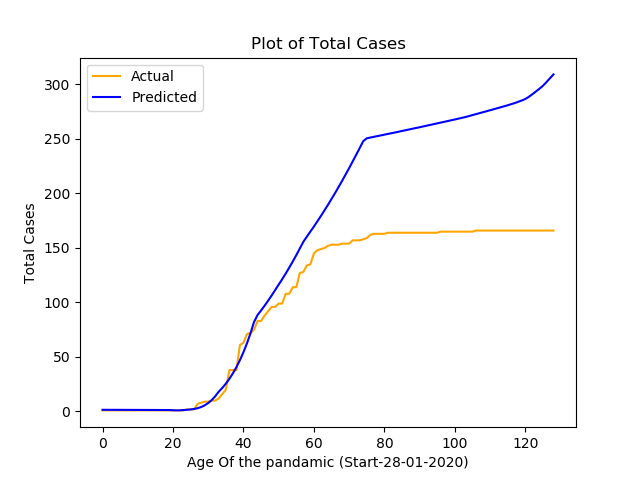 Plot of Total Cases
Actual
Predicted
300
250
200
150
100
50
0
Total Cases
0 20 40 60 80 100 120
Age Of the pandamic (Start-28-01-2020)